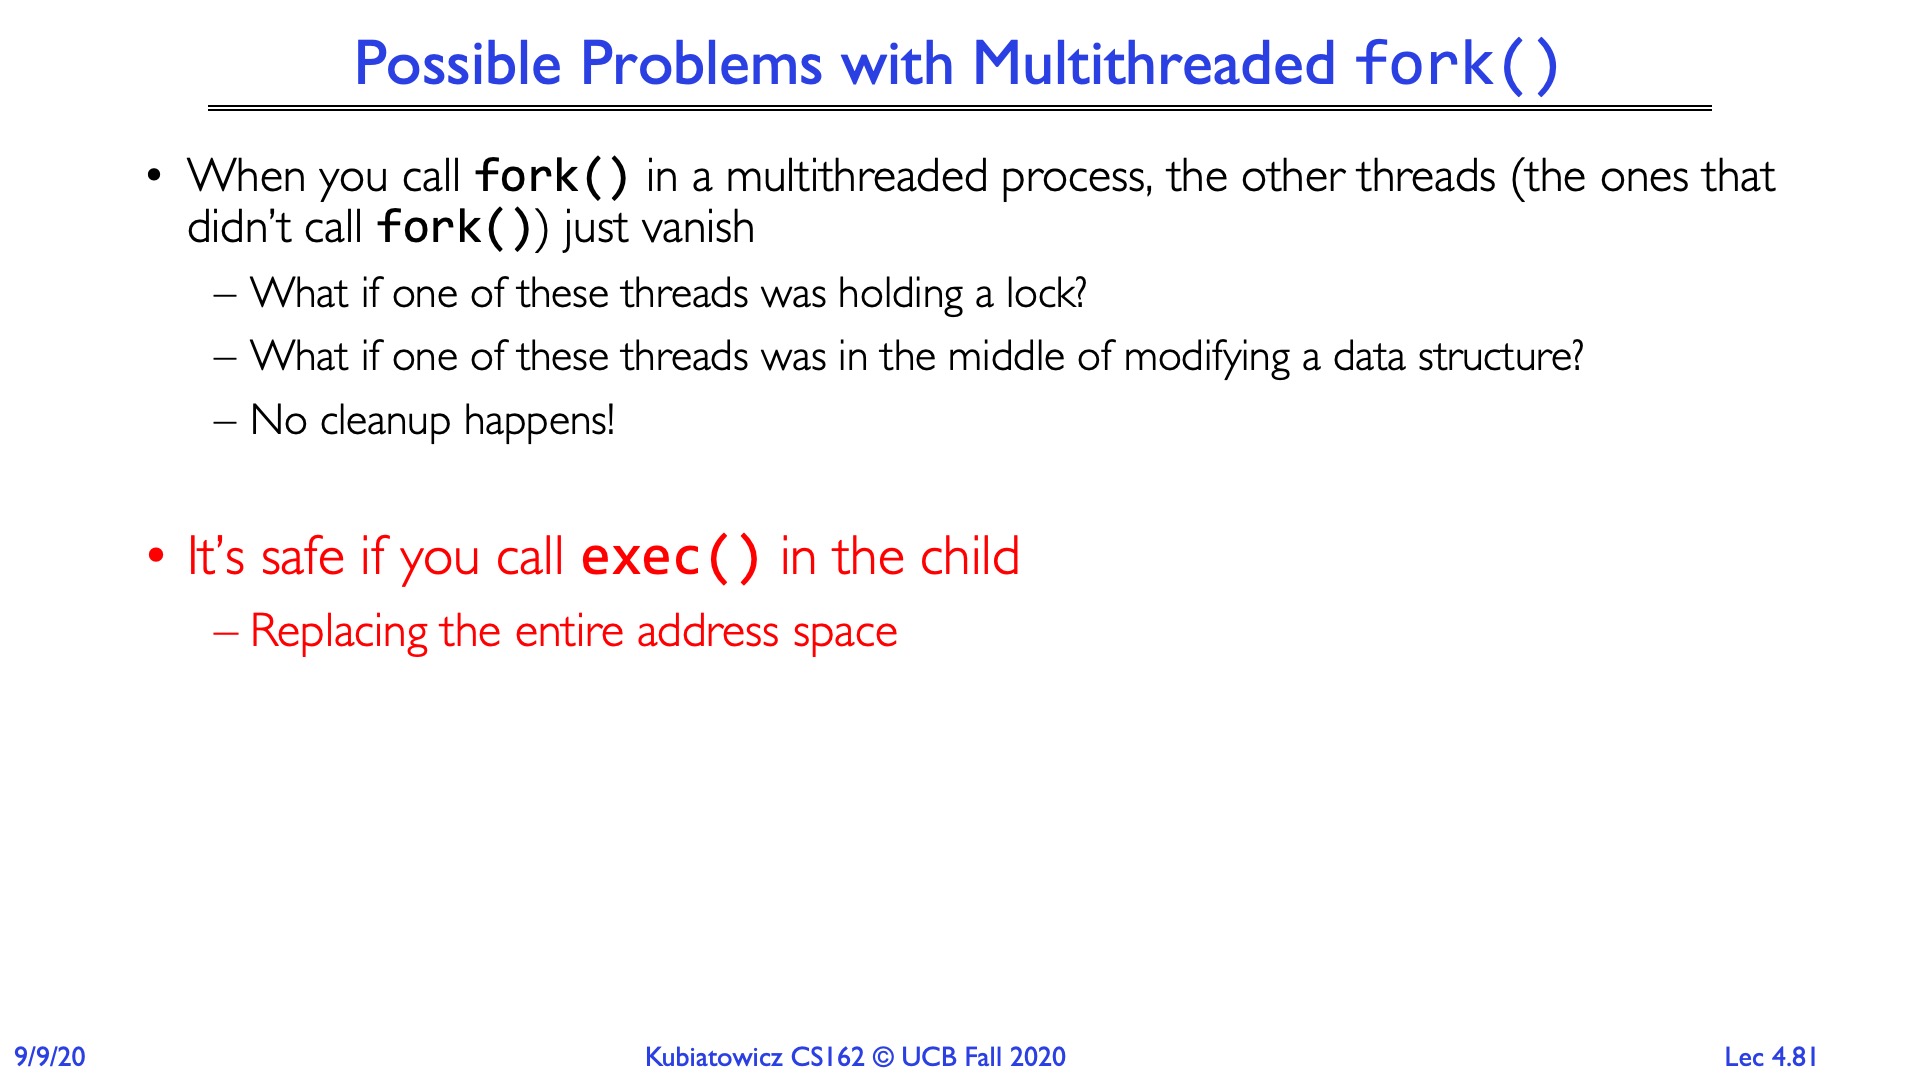 Possible Problems with Multithreaded fork()
• When you call fork() in a multithreaded process, the other threads (the ones that
didn’t call fork()) just vanish
– What if one of these threads was holding a lock?
– What if one of these threads was in the middle of modifying a data structure?
– No cleanup happens!
• It’s safe if you call exec() in the child
– Replacing the entire address space
9/9/20
Kubiatowicz CS162 © UCB Fall 2020
Lec 4.81